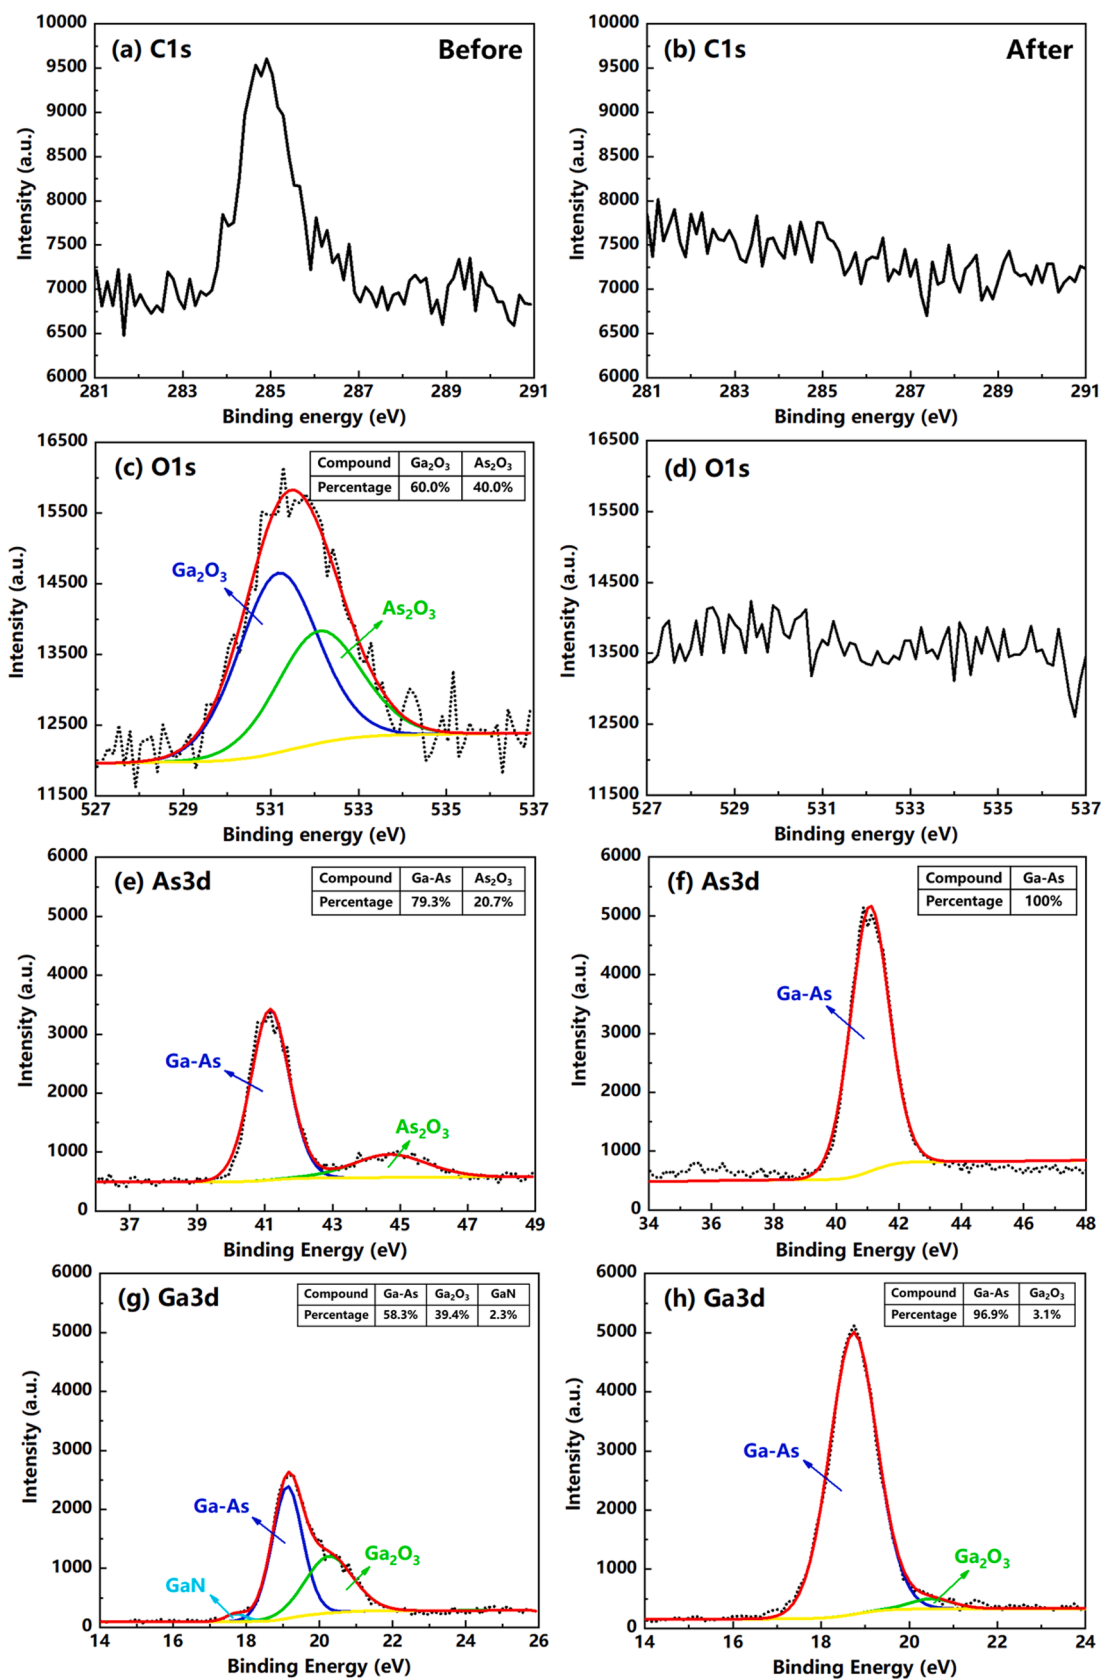 (a) C1s Before
10000
9500
9000
8500
8000
7500
7000
6500
6000
Intensity (a.u.)
281 283 285 287 289 291
Binding energy (eV)
(b) C1s After
10000
9500
9000
8500
8000
7500
7000
6500
6000
Intensity (a.u.)
281 283 285 287 289 291
Binding energy (eV)
(c) O1s
Compound Ga₂O₃ As₂O₃
Percentage 60.0% 40.0%
Ga₂O₃
As₂O₃
16500
15500
14500
13500
12500
11500
Intensity (a.u.)
527 529 531 533 535 537
Binding energy (eV)
(d) O1s
16500
15500
14500
13500
12500
11500
Intensity (a.u.)
527 529 531 533 535 537
Binding energy (eV)
(e) As3d
Compound Ga-As As₂O₃
Percentage 79.3% 20.7%
Ga-As
As₂O₃
6000
5000
4000
3000
2000
1000
0
Intensity (a.u.)
37 39 41 43 45 47 49
Binding Energy (eV)
(f) As3d
Compound Ga-As
Percentage 100%
Ga-As
6000
5000
4000
3000
2000
1000
0
Intensity (a.u.)
34 36 38 40 42 44 46 48
Binding Energy (eV)
(g) Ga3d
Compound Ga-As Ga₂O₃ GaN
Percentage 58.3% 39.4% 2.3%
Ga-As
Ga₂O₃
GaN
6000
5000
4000
3000
2000
1000
0
Intensity (a.u.)
14 16 18 20 22 24 26
Binding Energy (eV)
(h) Ga3d
Compound Ga-As Ga₂O₃
Percentage 96.9% 3.1%
Ga-As
Ga₂O₃
6000
5000
4000
3000
2000
1000
0
Intensity (a.u.)
14 16 18 20 22 24
Binding Energy (eV)